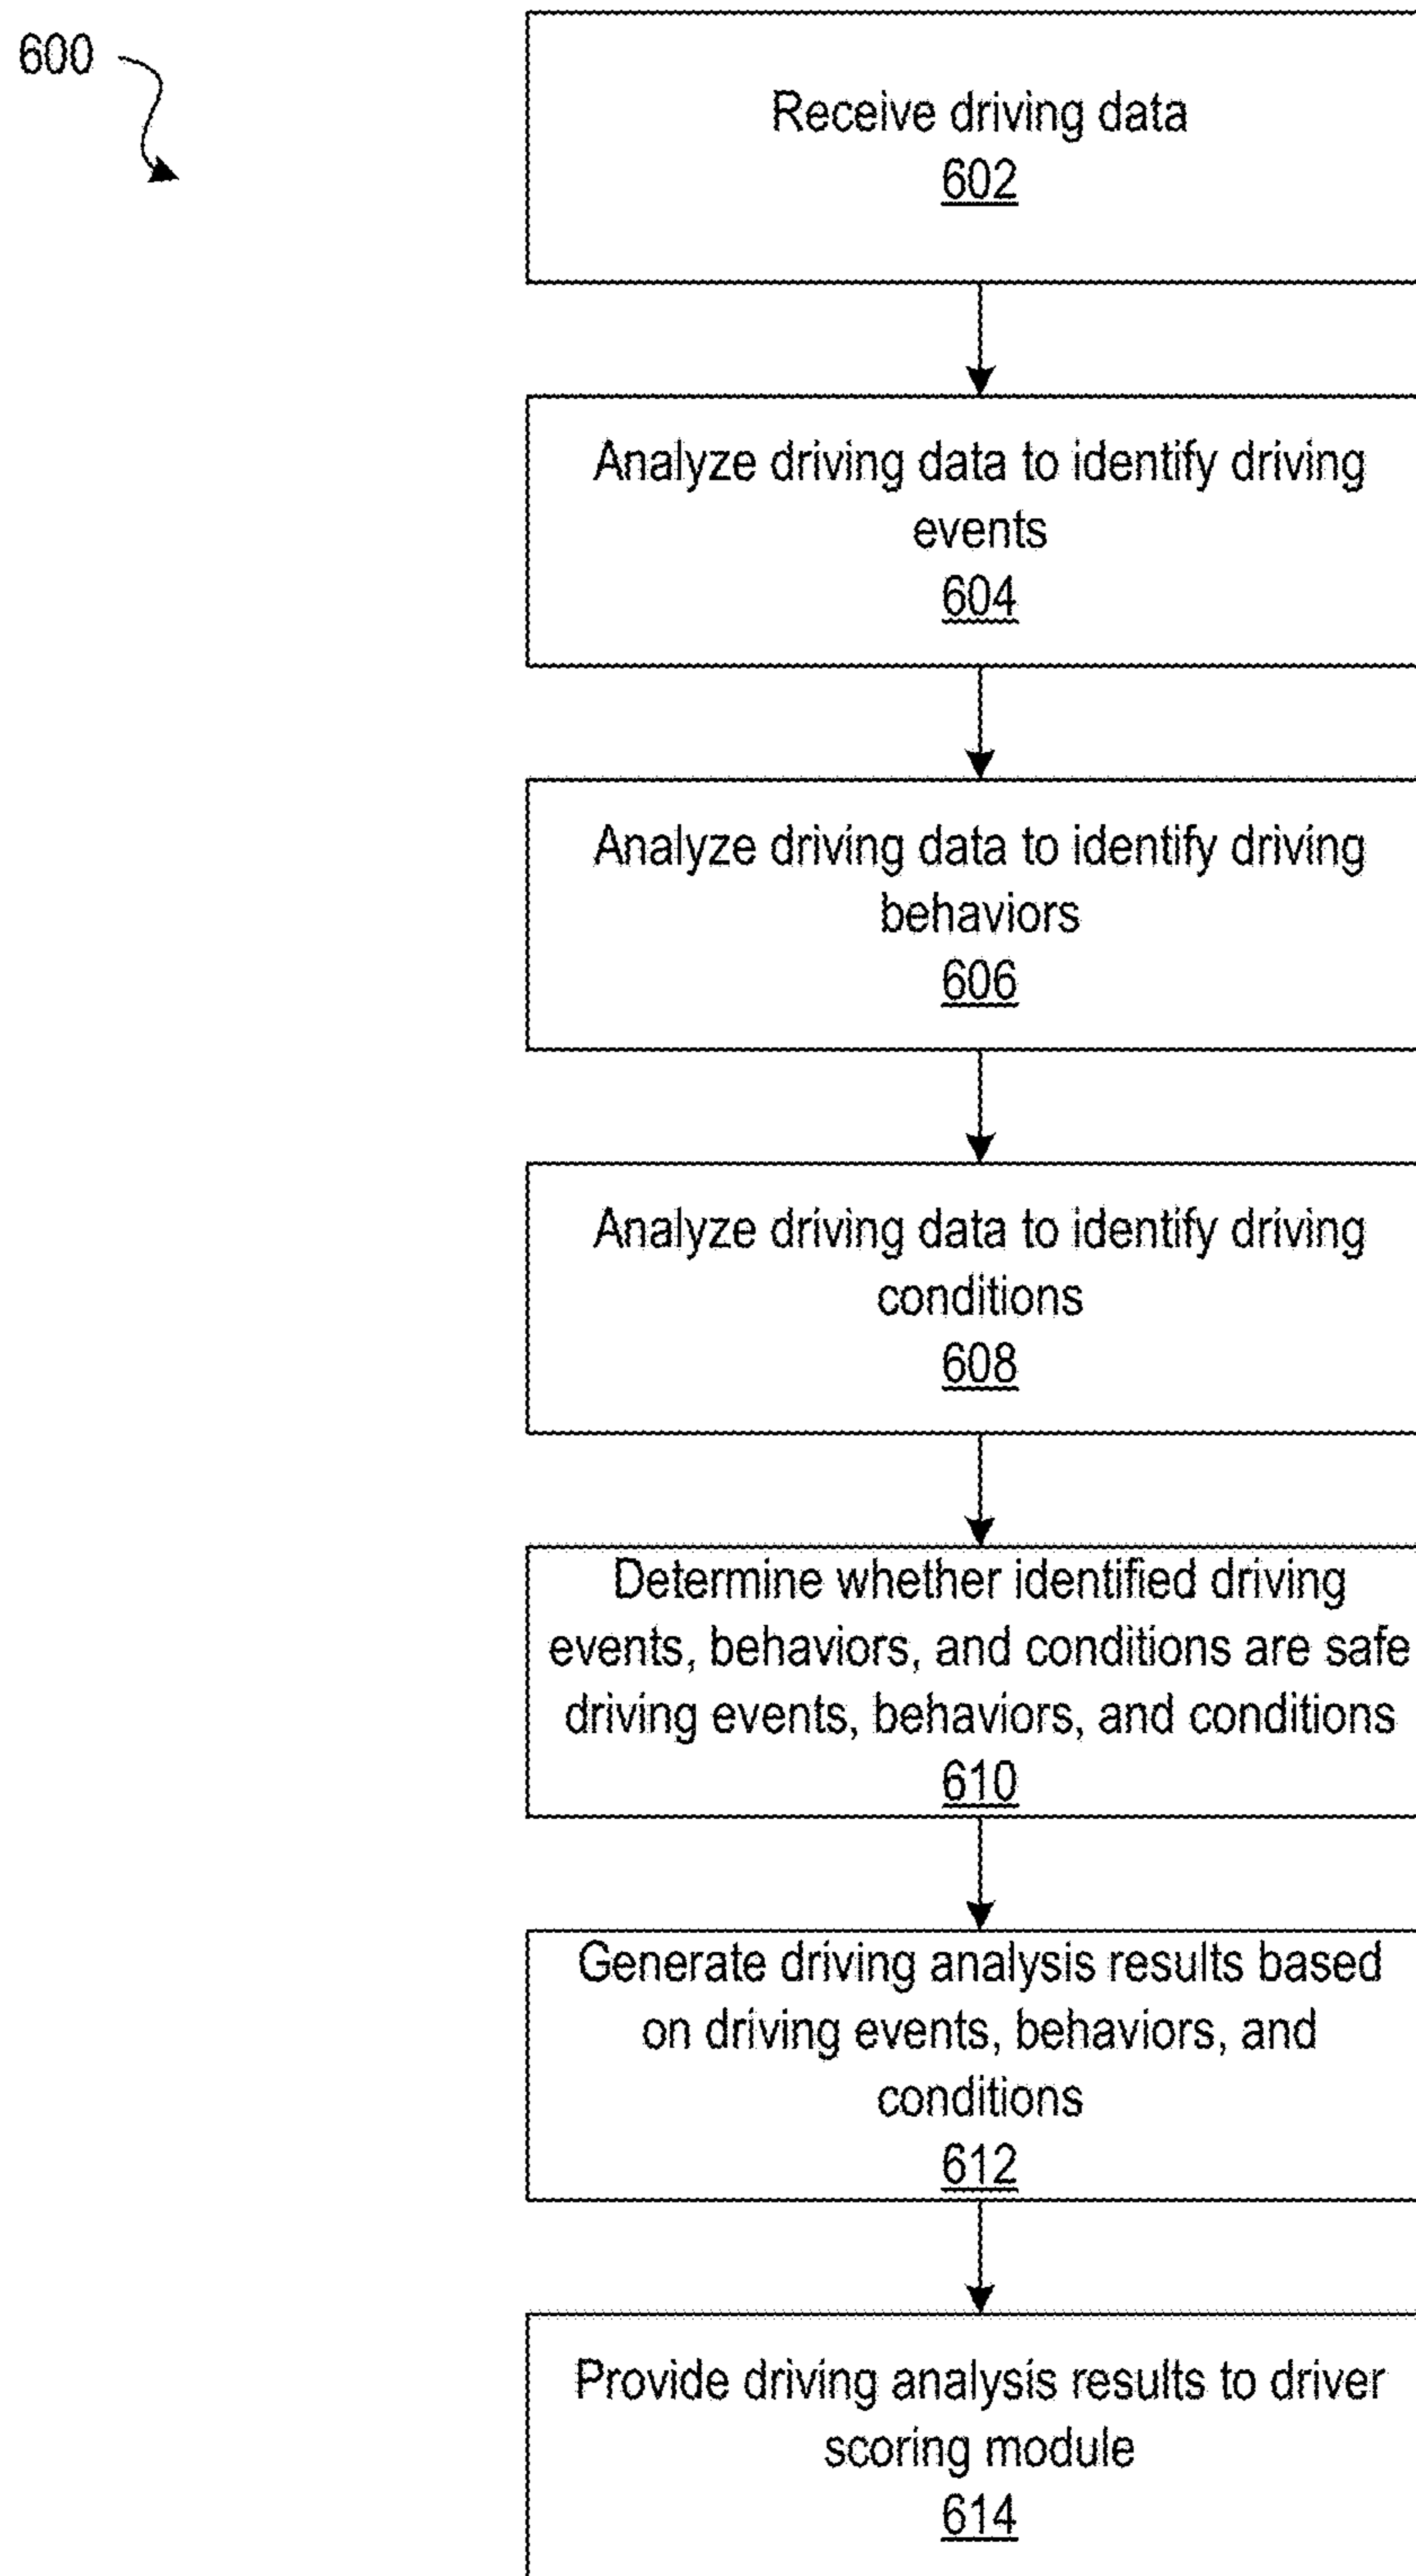 600
Receive driving data
602
Analyze driving data to identify driving
events
604
Analyze driving data to identify driving
behaviors
606
Analyze driving data to identify driving
conditions
608
Determine whether identified driving
events, behaviors, and conditions are safe
driving events, behaviors, and conditions
610
Generate driving analysis results based
on driving events, behaviors, and
conditions
612
Provide driving analysis results to driver
scoring module
614